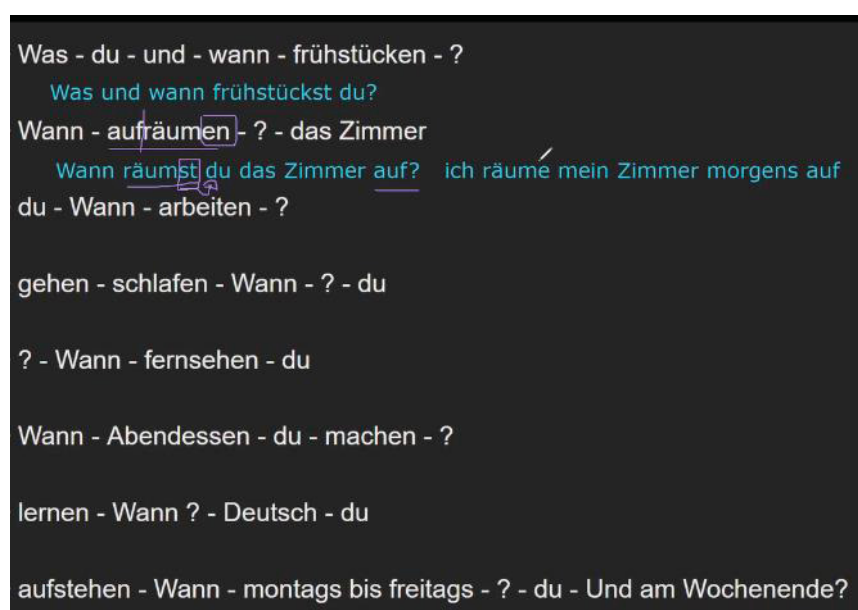 Was - du - und - wann - frühstücken - ?
Was und wann frühstückst du?
Wann - aufräumen - ? - das Zimmer
Wann räumst du das Zimmer auf? ich räume mein Zimmer morgens auf
du - Wann - arbeiten - ?
gehen - schlafen - Wann - ? - du
? - Wann - fernsehen - du
Wann - Abendessen - du - machen - ?
lernen - Wann ? - Deutsch - du
aufstehen - Wann - montags bis freitags - ? - du - Und am Wochenende?